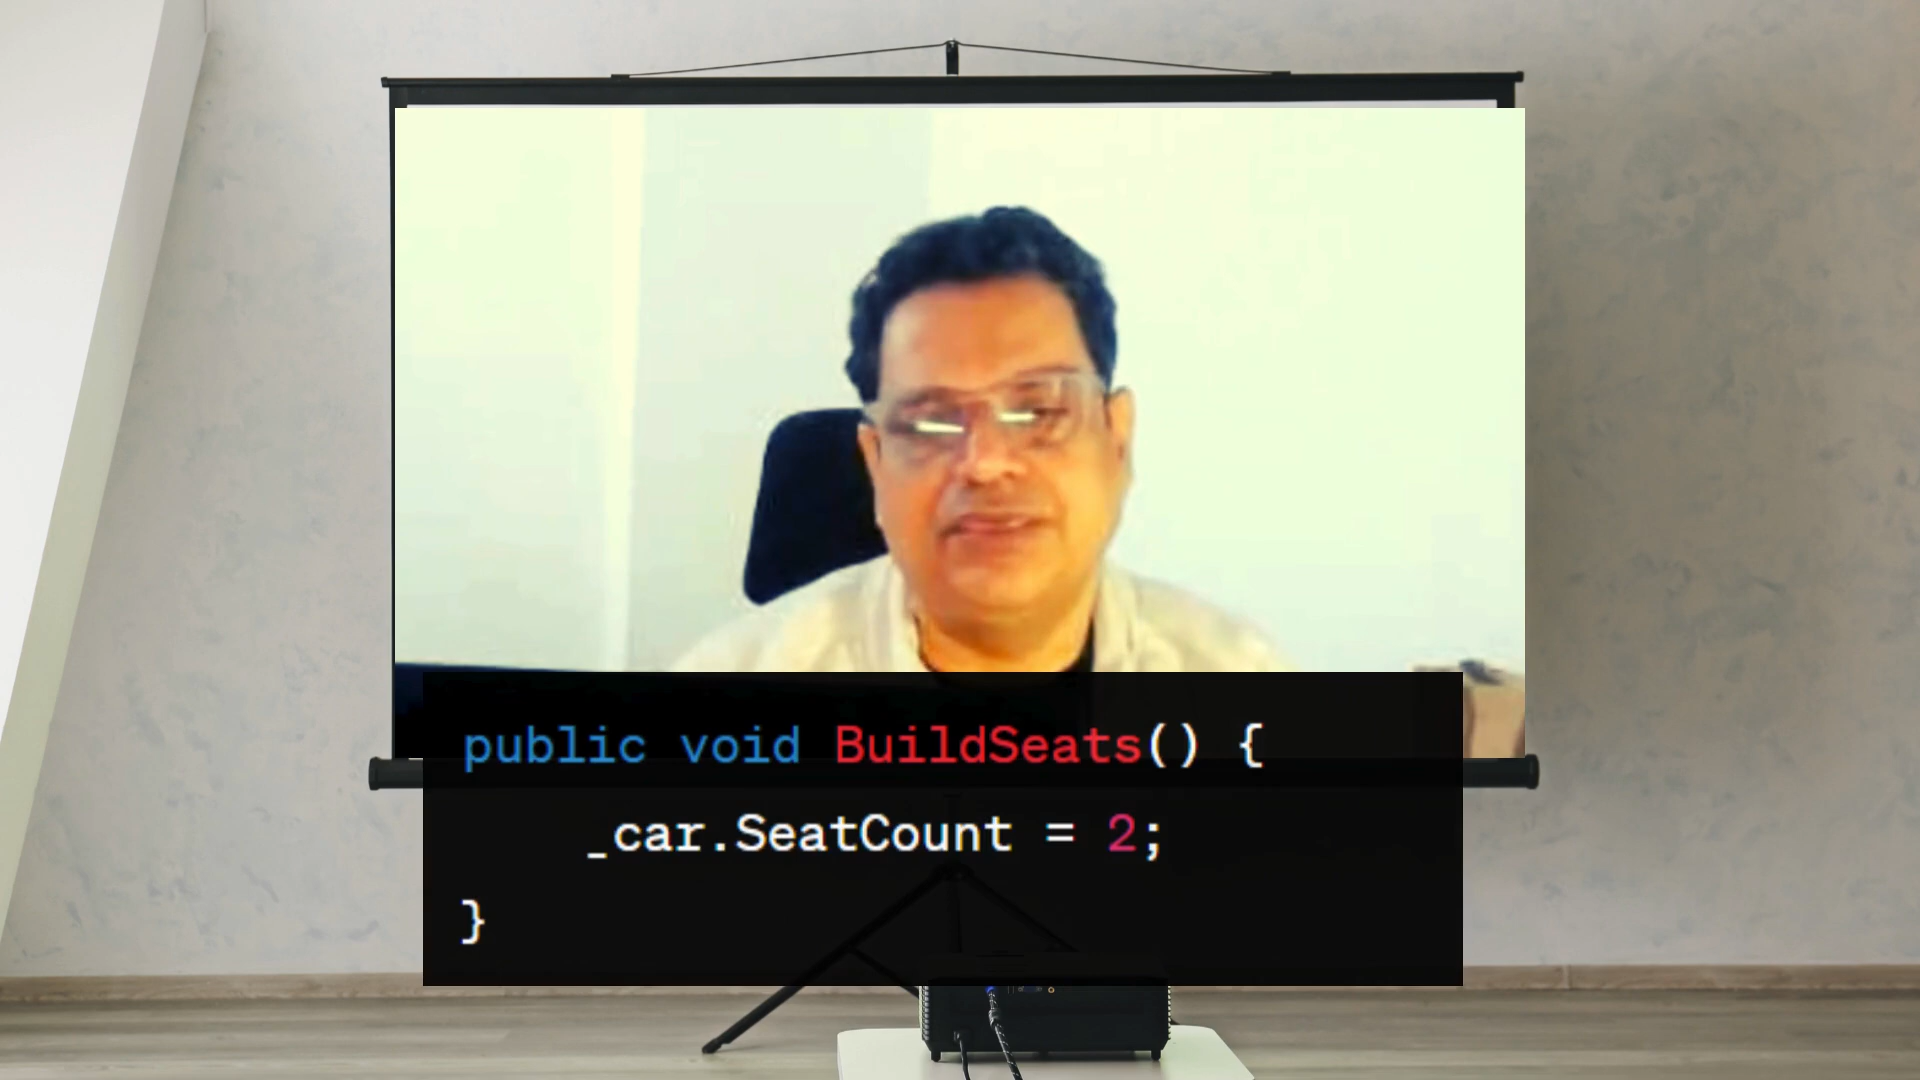 public void BuildSeats() {
_car.SeatCount = 2;
}